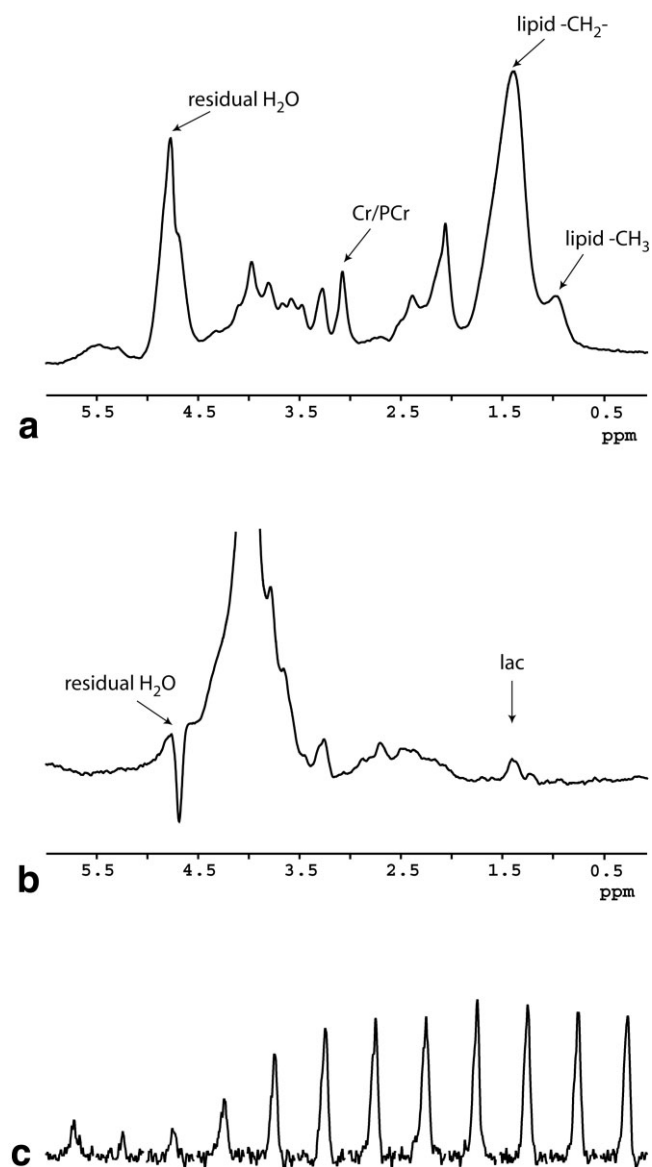 lipid -CH₂-
residual H₂O
Cr/PCr
lipid -CH₃
a
5.5 4.5 3.5 2.5 1.5 0.5
ppm
lac
residual H₂O
b
5.5 4.5 3.5 2.5 1.5 0.5
ppm
c